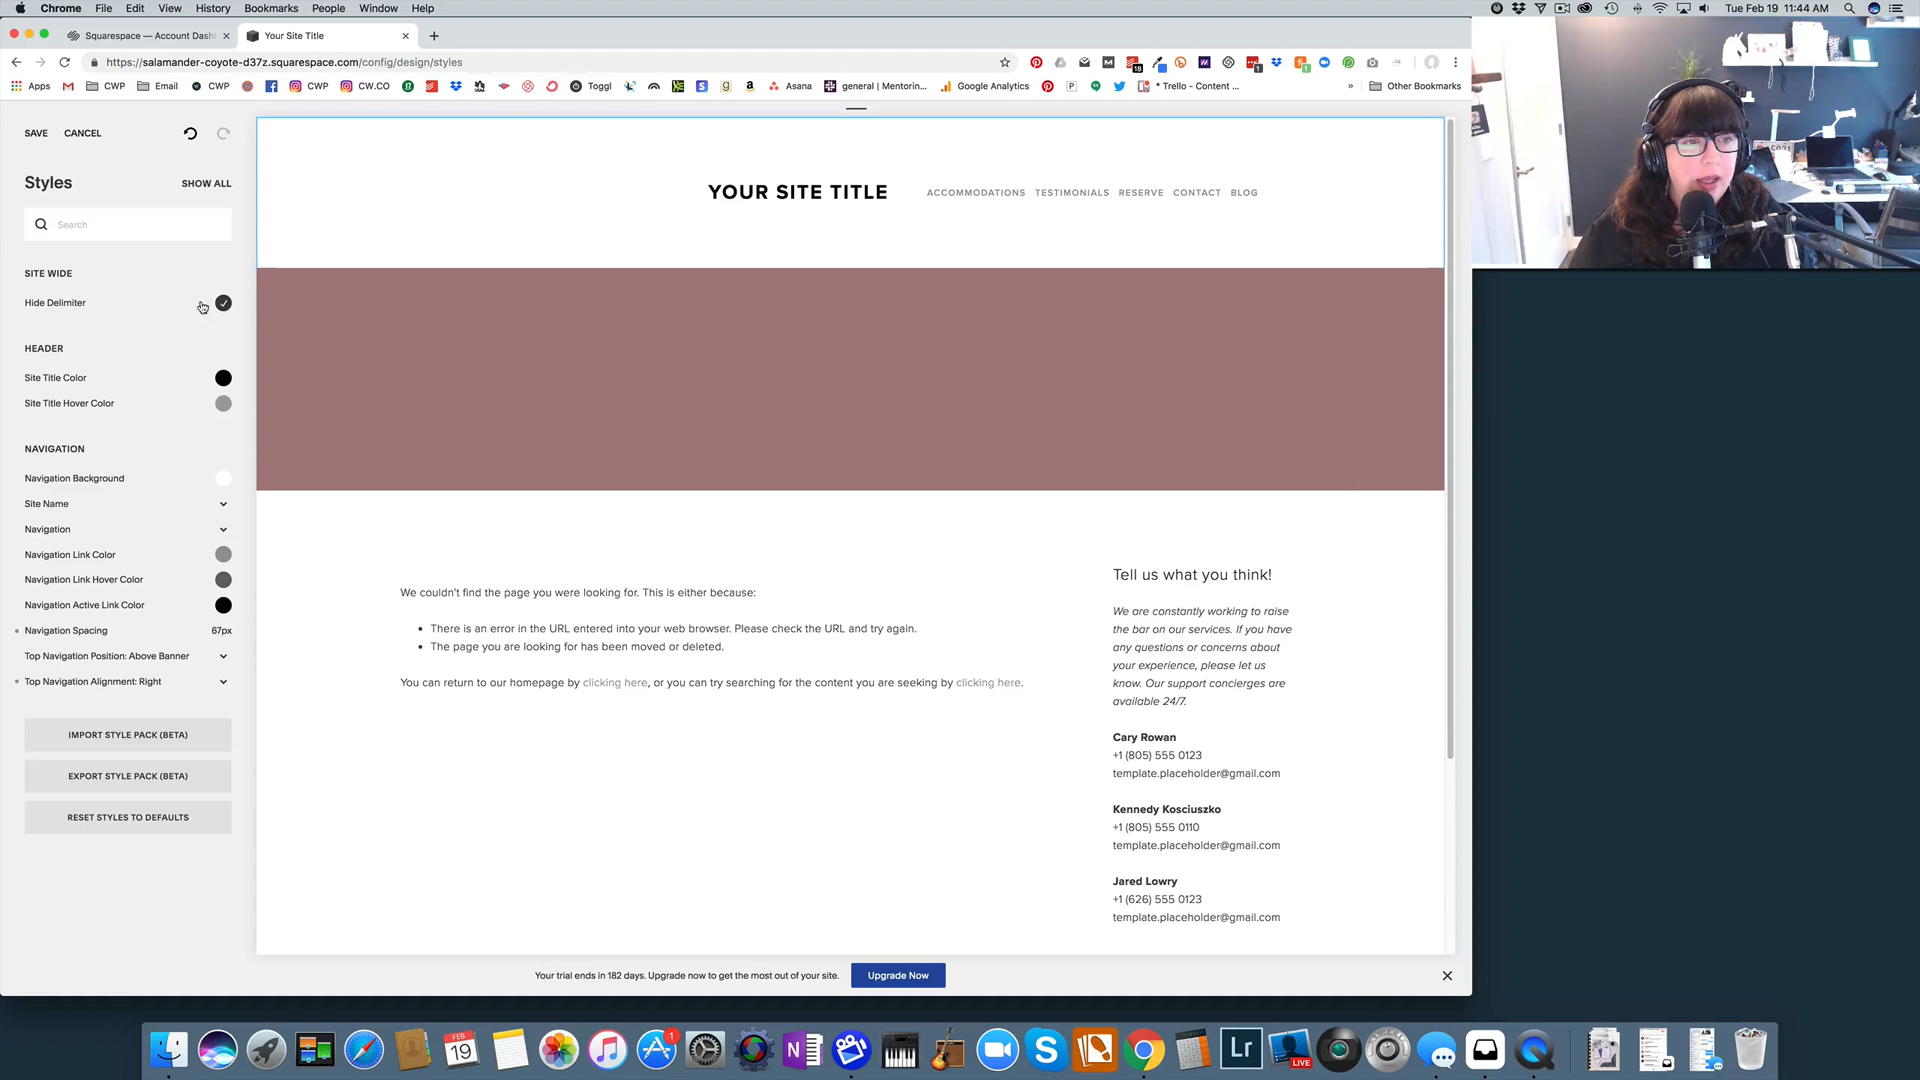 Chrome File Edit View History Bookmarks People Window Help
Tue Feb 19 11:44 AM
Squarespace — Account Dash
Your Site Title
https://salamander-coyote-d37z.squarespace.com/config/design/styles
Apps CWP Email CWP CWP CW.CO Toggl Asana general | Mentorin... Google Analytics * Trello - Content ... » Other Bookmarks
SAVE CANCEL
Styles SHOW ALL
Search
SITE WIDE
Hide Delimiter
HEADER
Site Title Color
Site Title Hover Color
NAVIGATION
Navigation Background
Site Name
Navigation
Navigation Link Color
Navigation Link Hover Color
Navigation Active Link Color
Navigation Spacing 67px
Top Navigation Position: Above Banner
Top Navigation Alignment: Right
IMPORT STYLE PACK (BETA)
EXPORT STYLE PACK (BETA)
RESET STYLES TO DEFAULTS
YOUR SITE TITLE ACCOMMODATIONS TESTIMONIALS RESERVE CONTACT BLOG
We couldn't find the page you were looking for. This is either because:
There is an error in the URL entered into your web browser. Please check the URL and try again.
The page you are looking for has been moved or deleted.
You can return to our homepage by clicking here, or you can try searching for the content you are seeking by clicking here.
Tell us what you think!
We are constantly working to raise
the bar on our services. If you have
any questions or concerns about
your experience, please let us
know. Our support concierges are
available 24/7.
Cary Rowan
+1 (805) 555 0123
template.placeholder@gmail.com
Kennedy Kosciuszko
+1 (805) 555 0110
template.placeholder@gmail.com
Jared Lowry
+1 (626) 555 0123
template.placeholder@gmail.com
Your trial ends in 182 days. Upgrade now to get the most out of your site. Upgrade Now
FEB
19
1
N
S
Lr
LIVE